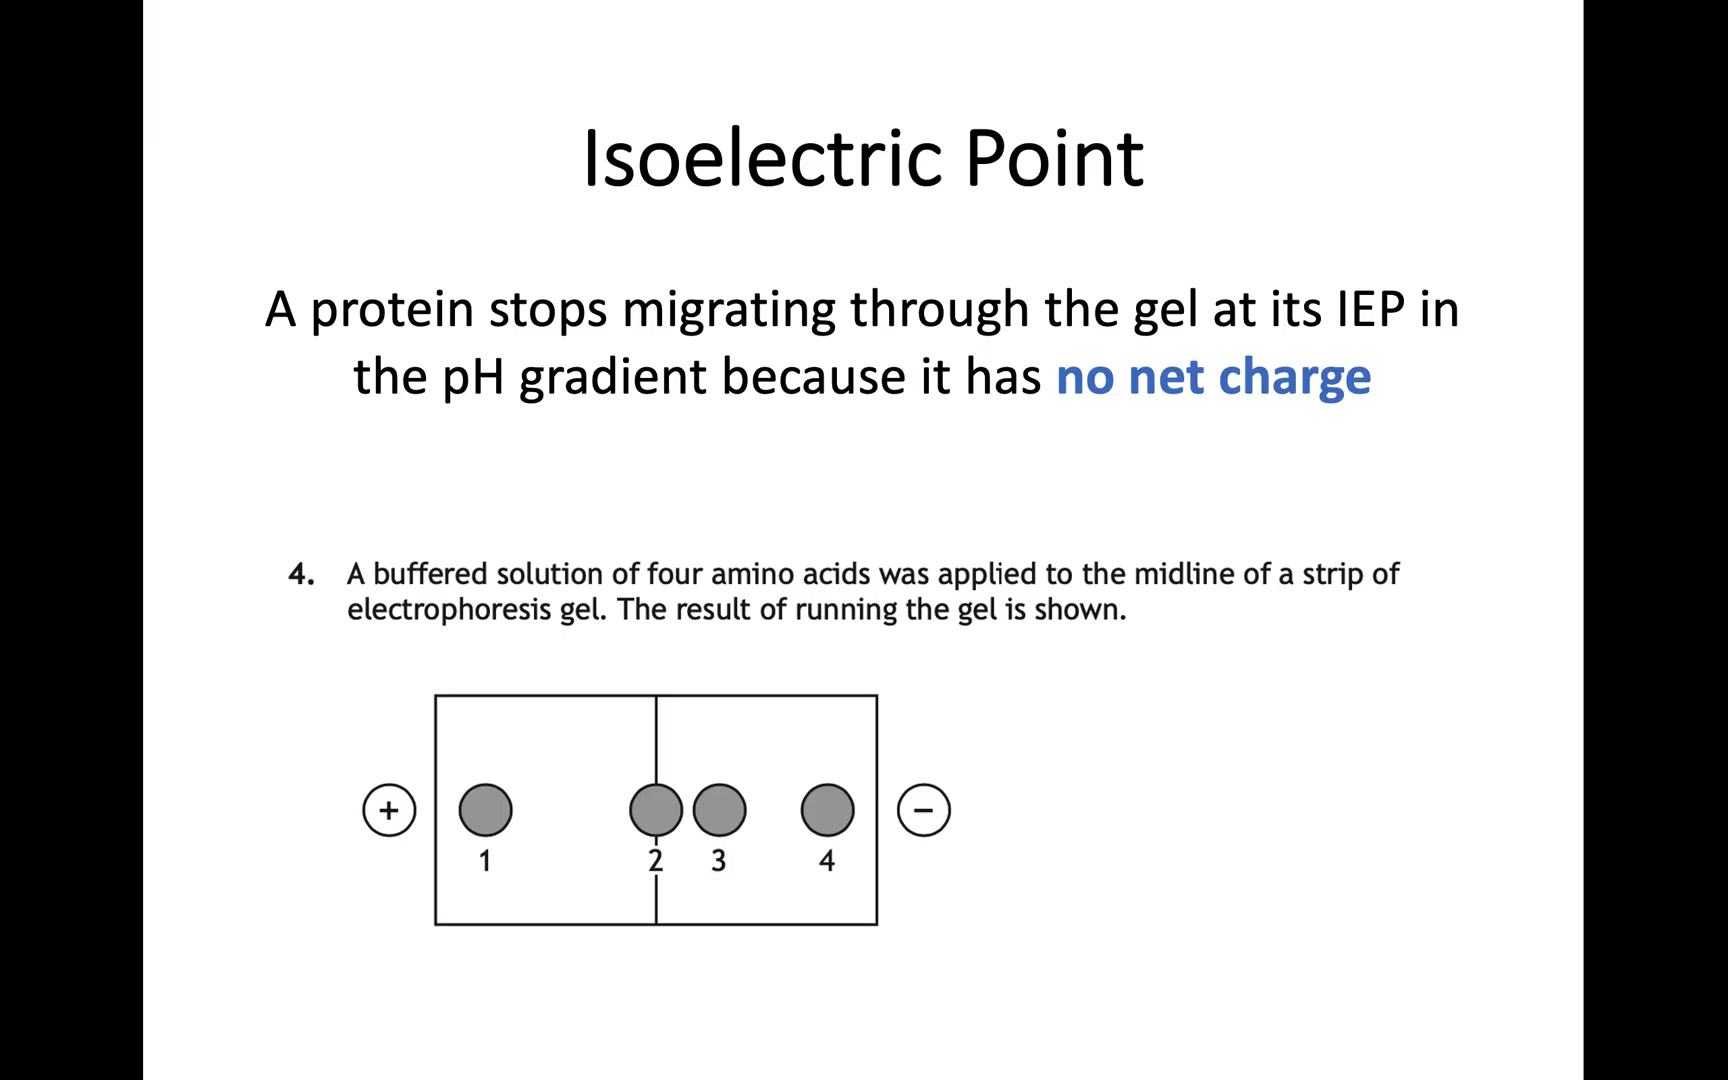 Isoelectric Point
A protein stops migrating through the gel at its IEP in
the pH gradient because it has no net charge
4. A buffered solution of four amino acids was applied to the midline of a strip of
electrophoresis gel. The result of running the gel is shown.
+ −
1 2 3 4